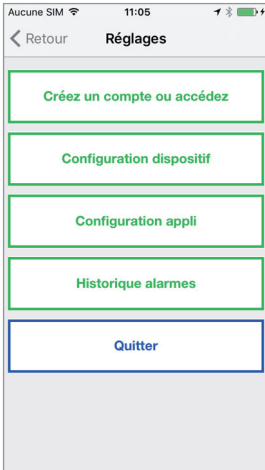 Aucune SIM 11:05
Retour Réglages
Créez un compte ou accédez
Configuration dispositif
Configuration appli
Historique alarmes
Quitter